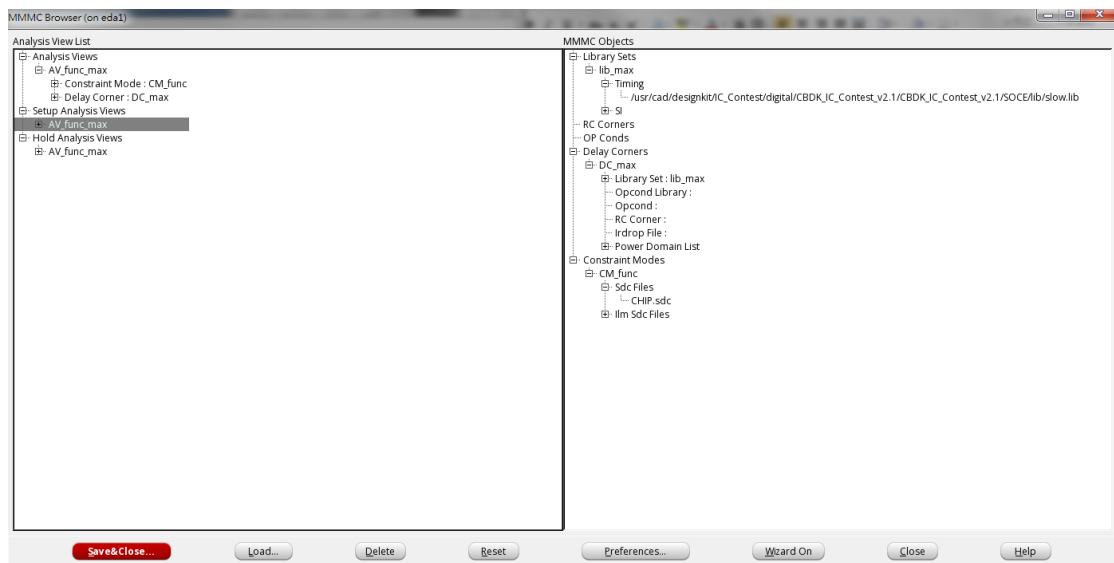 MMMC Browser (on eda1)
Analysis View List
Analysis Views
AV_func_max
Constraint Mode : CM_func
Delay Corner : DC_max
Setup Analysis Views
AV_func_max
Hold Analysis Views
AV_func_max
MMMC Objects
Library Sets
lib_max
Timing
/usr/cad/designkit/IC_Contest/digital/CBDK_IC_Contest_v2.1/CBDK_IC_Contest_v2.1/SOCE/lib/slow.lib
SI
RC Corners
OP Conds
Delay Corners
DC_max
Library Set : lib_max
Opcond Library :
Opcond :
RC Corner :
Irdrop File :
Power Domain List
Constraint Modes
CM_func
Sdc Files
CHIP.sdc
Ilm Sdc Files
Save&Close... Load... Delete Reset Preferences... Wizard On Close Help